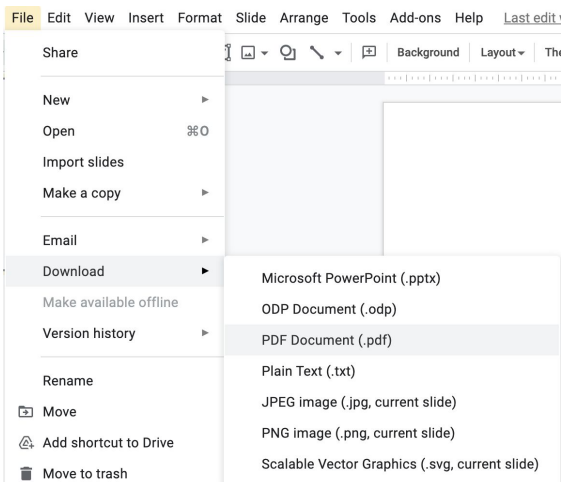 File Edit View Insert Format Slide Arrange Tools Add-ons Help Last edit
Share
Background Layout
New
Open ⌘O
Import slides
Make a copy
Email
Download
Microsoft PowerPoint (.pptx)
Make available offline
ODP Document (.odp)
Version history
PDF Document (.pdf)
Plain Text (.txt)
Rename
JPEG image (.jpg, current slide)
Move
PNG image (.png, current slide)
Add shortcut to Drive
Scalable Vector Graphics (.svg, current slide)
Move to trash